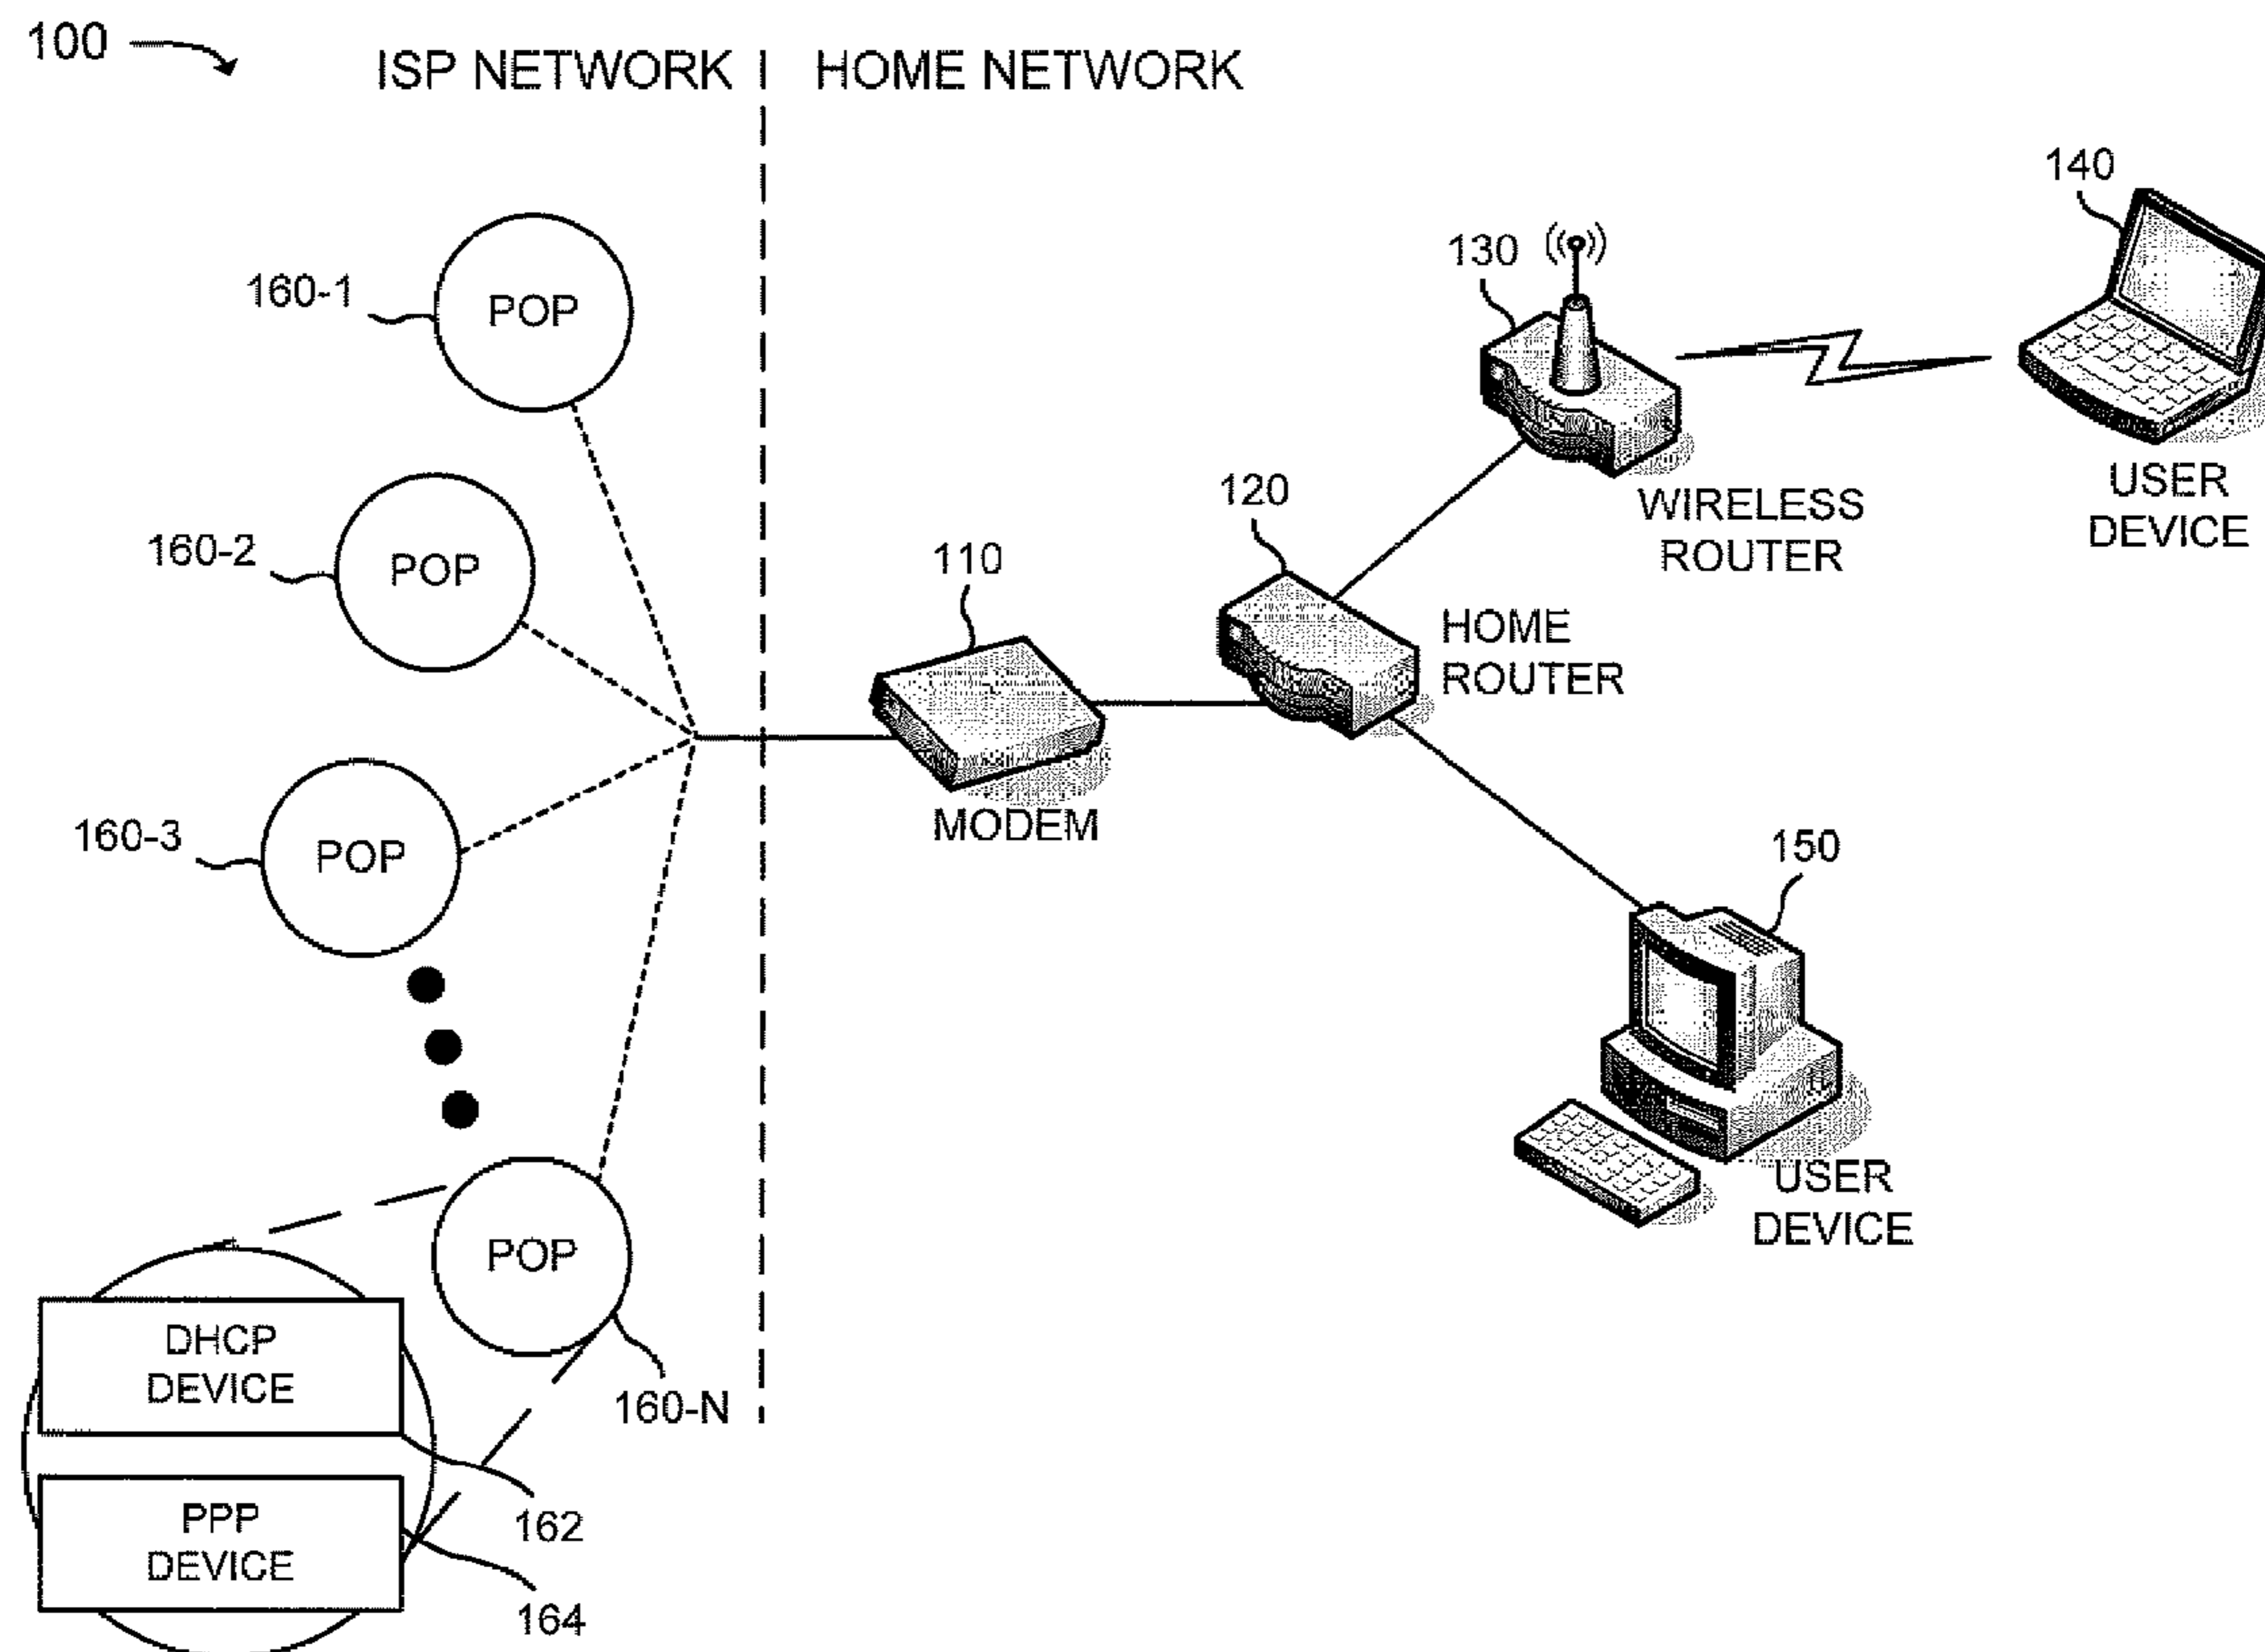 100
ISP NETWORK
HOME NETWORK
140
130
160-1
POP
USER
DEVICE
120
WIRELESS
ROUTER
160-2
POP
110
HOME
ROUTER
MODEM
160-3
POP
150
USER
DEVICE
POP
160-N
DHCP
DEVICE
162
PPP
DEVICE
164